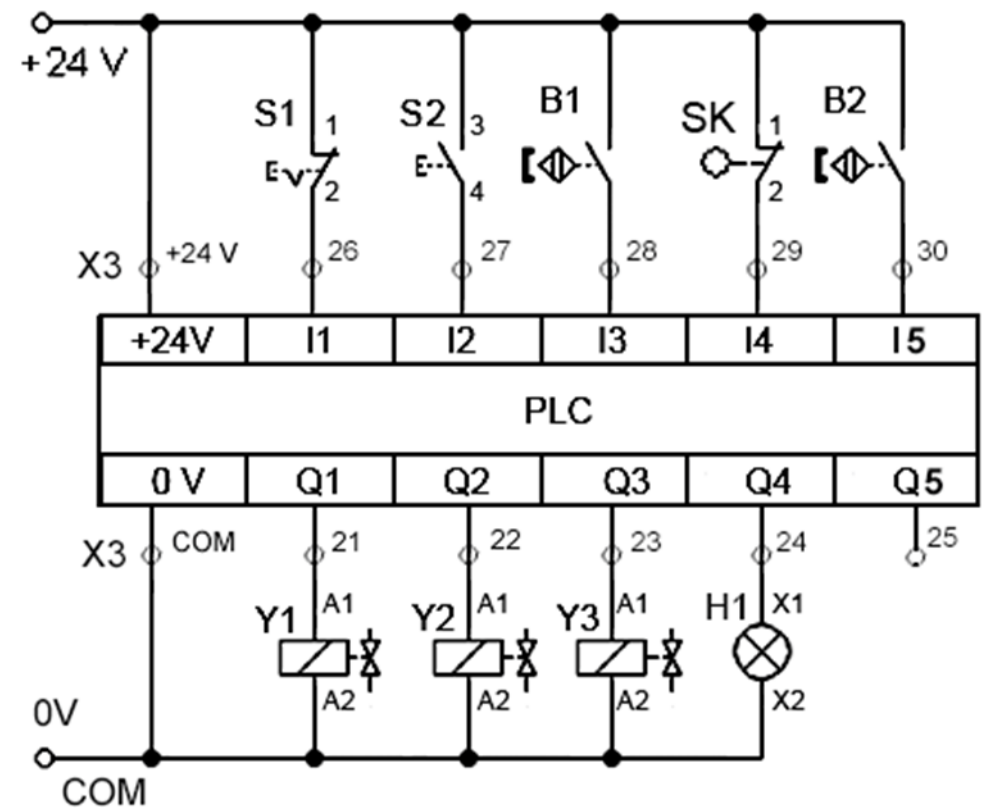 +24 V
S1 1 2
S2 3 4
B1
SK 1 2
B2
X3 +24 V 26 27 28 29 30
+24V I1 I2 I3 I4 I5
PLC
0 V Q1 Q2 Q3 Q4 Q5
X3 COM 21 22 23 24 25
Y1 A1 Y2 A1 Y3 A1 H1 X1
A2 A2 A2 X2
0V
COM